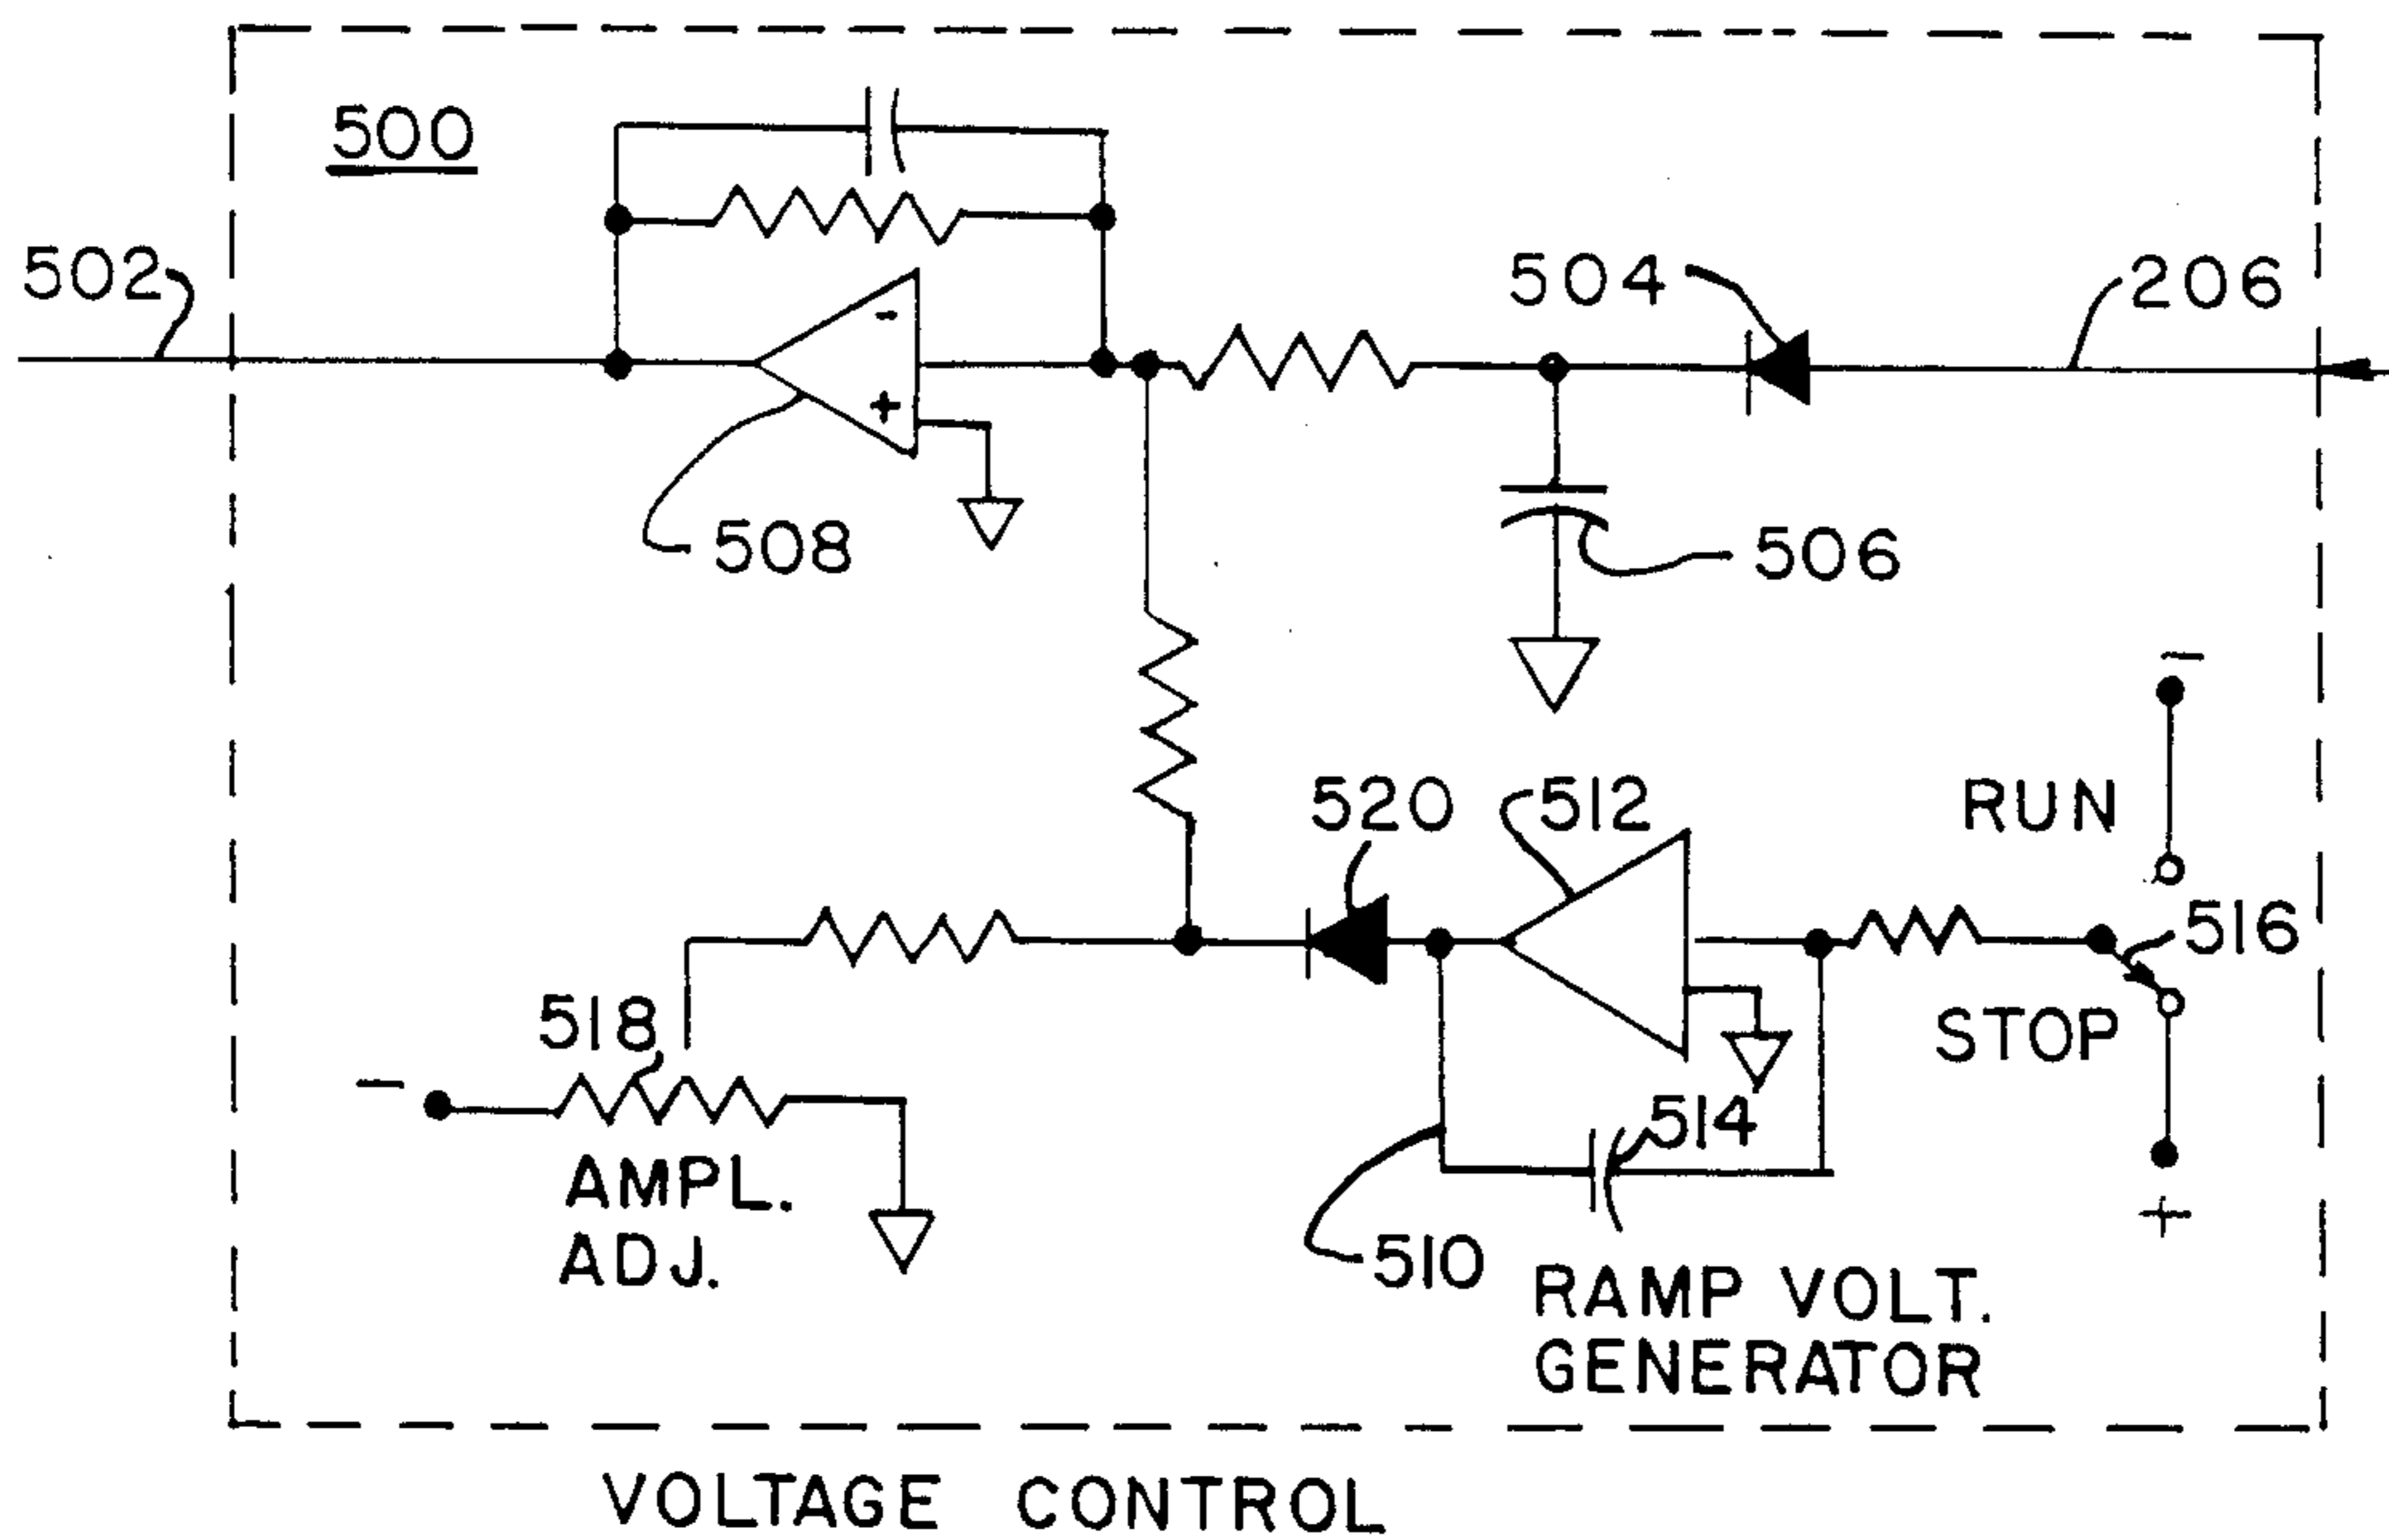 500
502
504
206
-
+
508
506
-
520
512
RUN
516
518
STOP
-
514
AMPL.
ADJ.
+
510
RAMP VOLT.
GENERATOR
VOLTAGE CONTROL